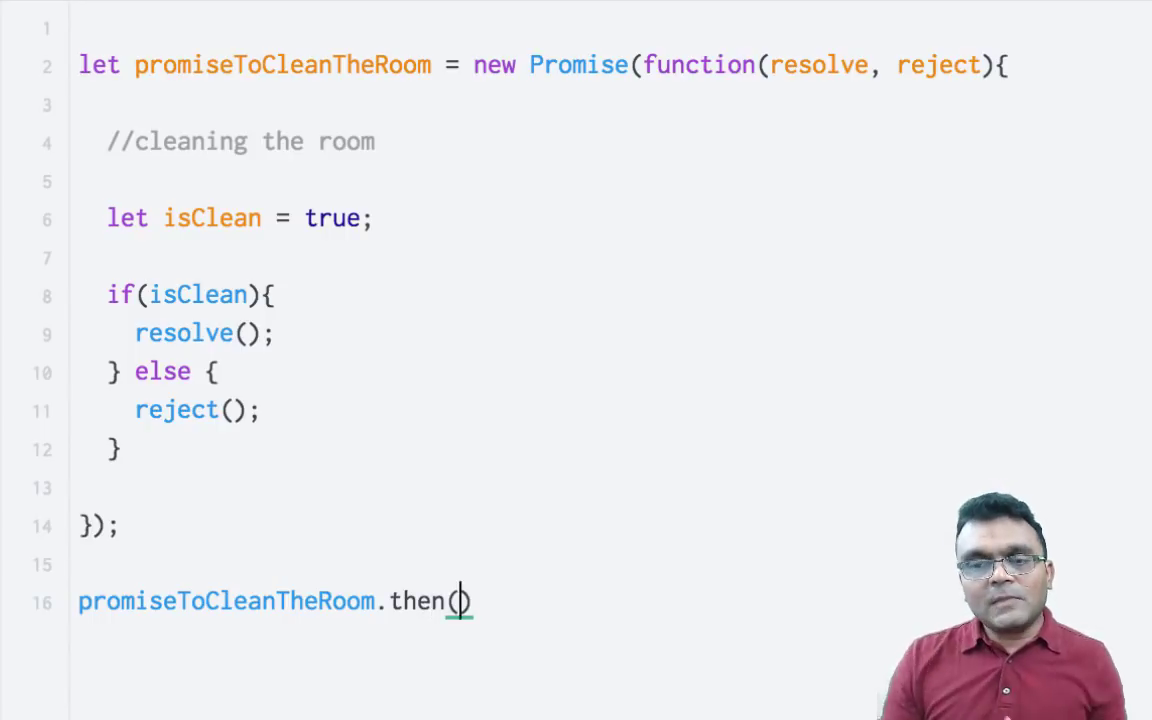 1
2 let promiseToCleanTheRoom = new Promise(function(resolve, reject){
3
4 //cleaning the room
5
6 let isClean = true;
7
8 if(isClean){
9 resolve();
10 } else {
11 reject();
12 }
13
14 });
15
16 promiseToCleanTheRoom.then()